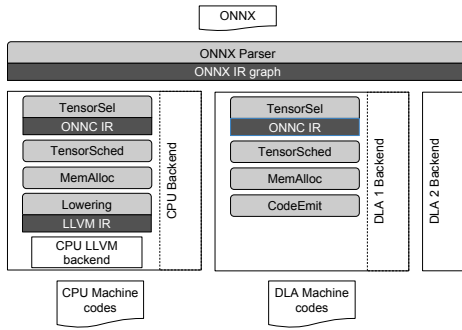 ONNX
ONNX Parser
ONNX IR graph
TensorSel
ONNC IR
TensorSched
MemAlloc
Lowering
LLVM IR
CPU LLVM
backend
CPU Backend
TensorSel
ONNC IR
TensorSched
MemAlloc
CodeEmit
DLA 1 Backend
DLA 2 Backend
CPU Machine
codes
DLA Machine
codes